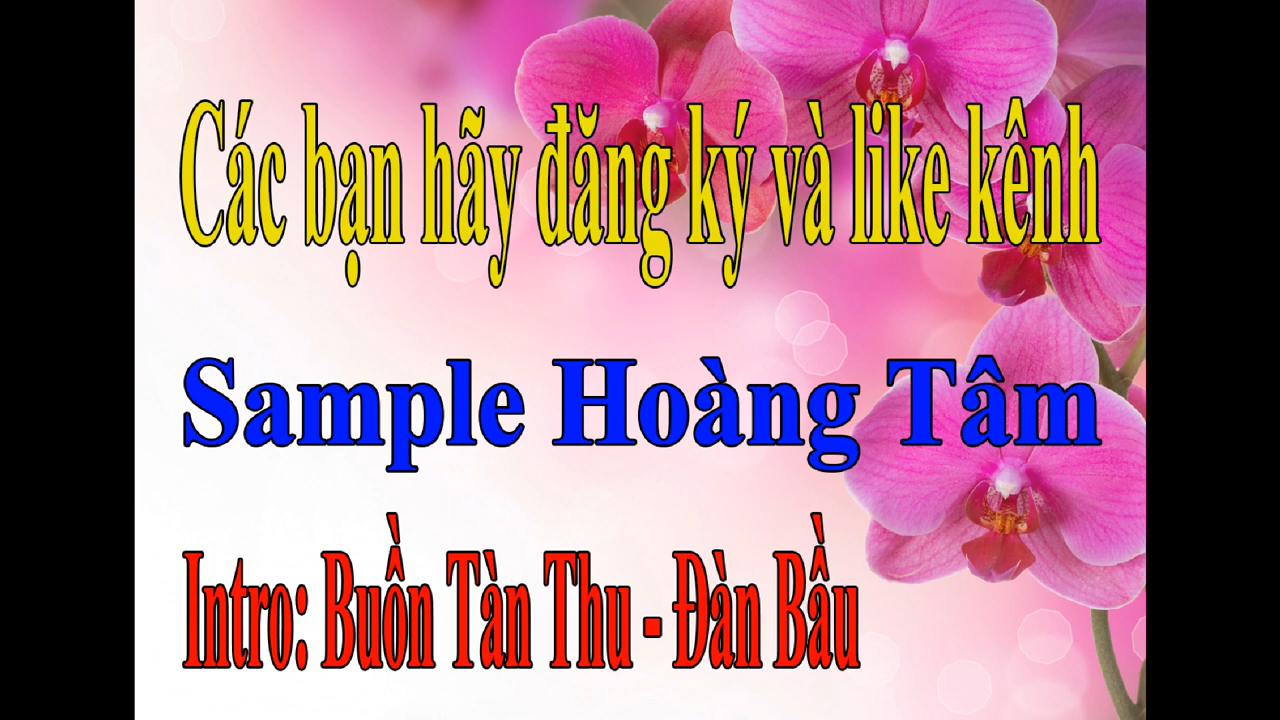 Các bạn hãy đăng ký và like kênh
Sample Hoàng Tâm
Intro: Buồn Tàn Thu - Đàn Bầu